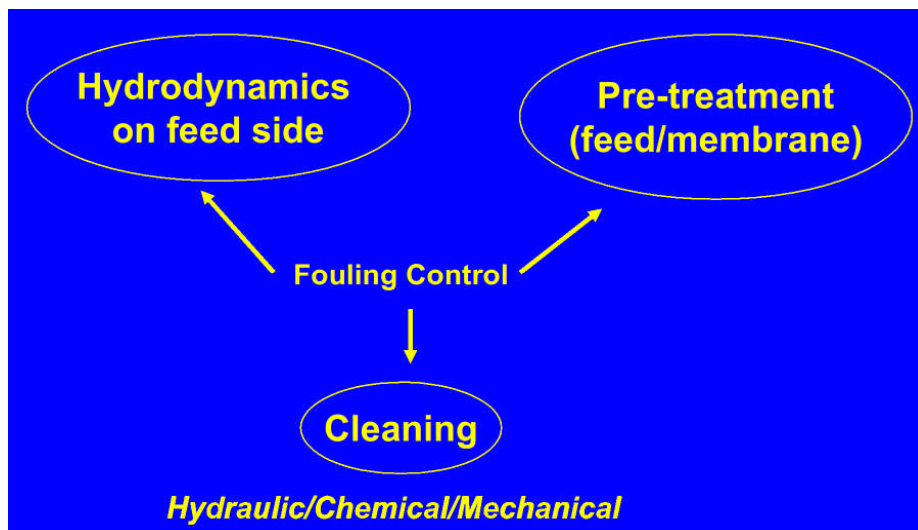 Hydrodynamics
on feed side
Pre-treatment
(feed/membrane)
Fouling Control
Cleaning
Hydraulic/Chemical/Mechanical